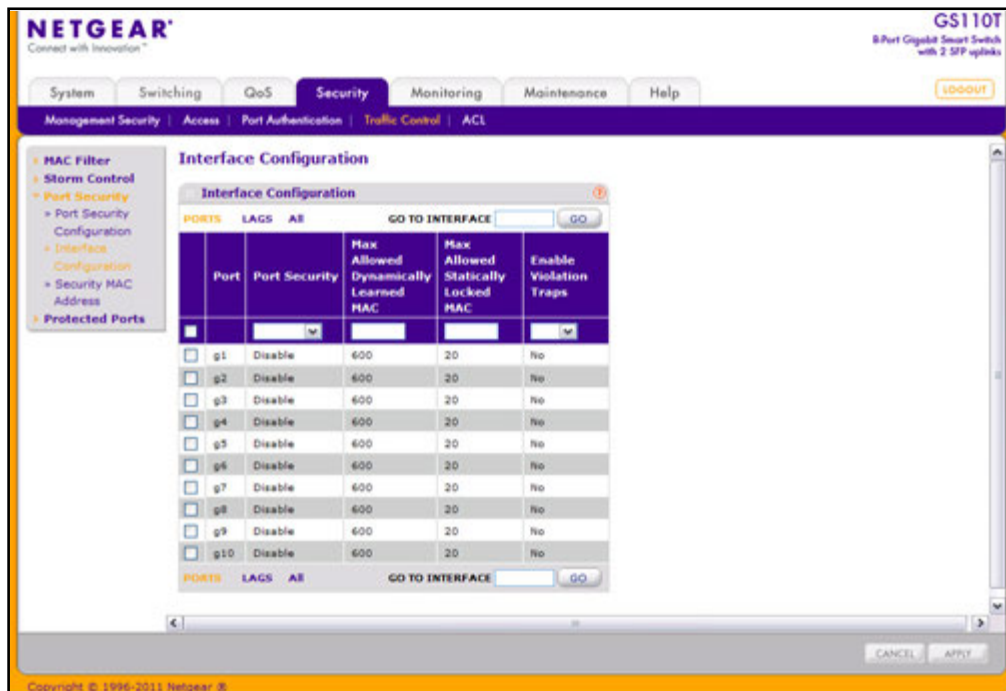 NETGEAR®
Connect with Innovation™
GS110T
8-Port Gigabit Smart Switch
with 2 SFP uplinks
System Switching QoS Security Monitoring Maintenance Help LOGOUT
Management Security | Access | Port Authentication | Traffic Control | ACL
MAC Filter
Storm Control
Port Security
» Port Security
Configuration
» Interface
Configuration
» Security MAC
Address
Protected Ports
Interface Configuration
Interface Configuration ?
PORTS LAGS All GO TO INTERFACE GO
Port Port Security Max Allowed Dynamically Learned MAC Max Allowed Statically Locked MAC Enable Violation Traps
g1 Disable 600 20 No
g2 Disable 600 20 No
g3 Disable 600 20 No
g4 Disable 600 20 No
g5 Disable 600 20 No
g6 Disable 600 20 No
g7 Disable 600 20 No
g8 Disable 600 20 No
g9 Disable 600 20 No
g10 Disable 600 20 No
PORTS LAGS All GO TO INTERFACE GO
CANCEL APPLY
Copyright © 1996-2011 Netgear ®